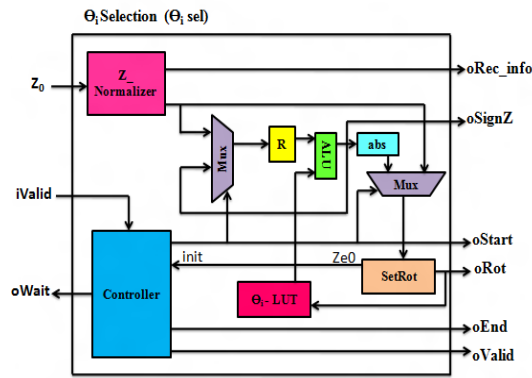 Θi Selection (Θi sel)
Z_
Normalizer
Z0
oRec_info
oSignZ
Mux
R
ALU
abs
Mux
iValid
oStart
init
Ze0
SetRot
oRot
oWait
Controller
Θi- LUT
oEnd
oValid